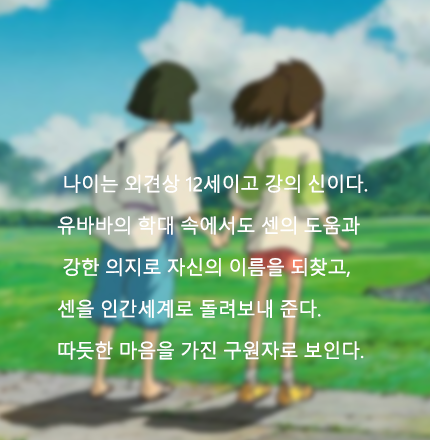 나이는 외견상 12세이고 강의 신이다.
유바바의 학대 속에서도 센의 도움과
강한 의지로 자신의 이름을 되찾고,
센을 인간세계로 돌려보내 준다.
따듯한 마음을 가진 구원자로 보인다.